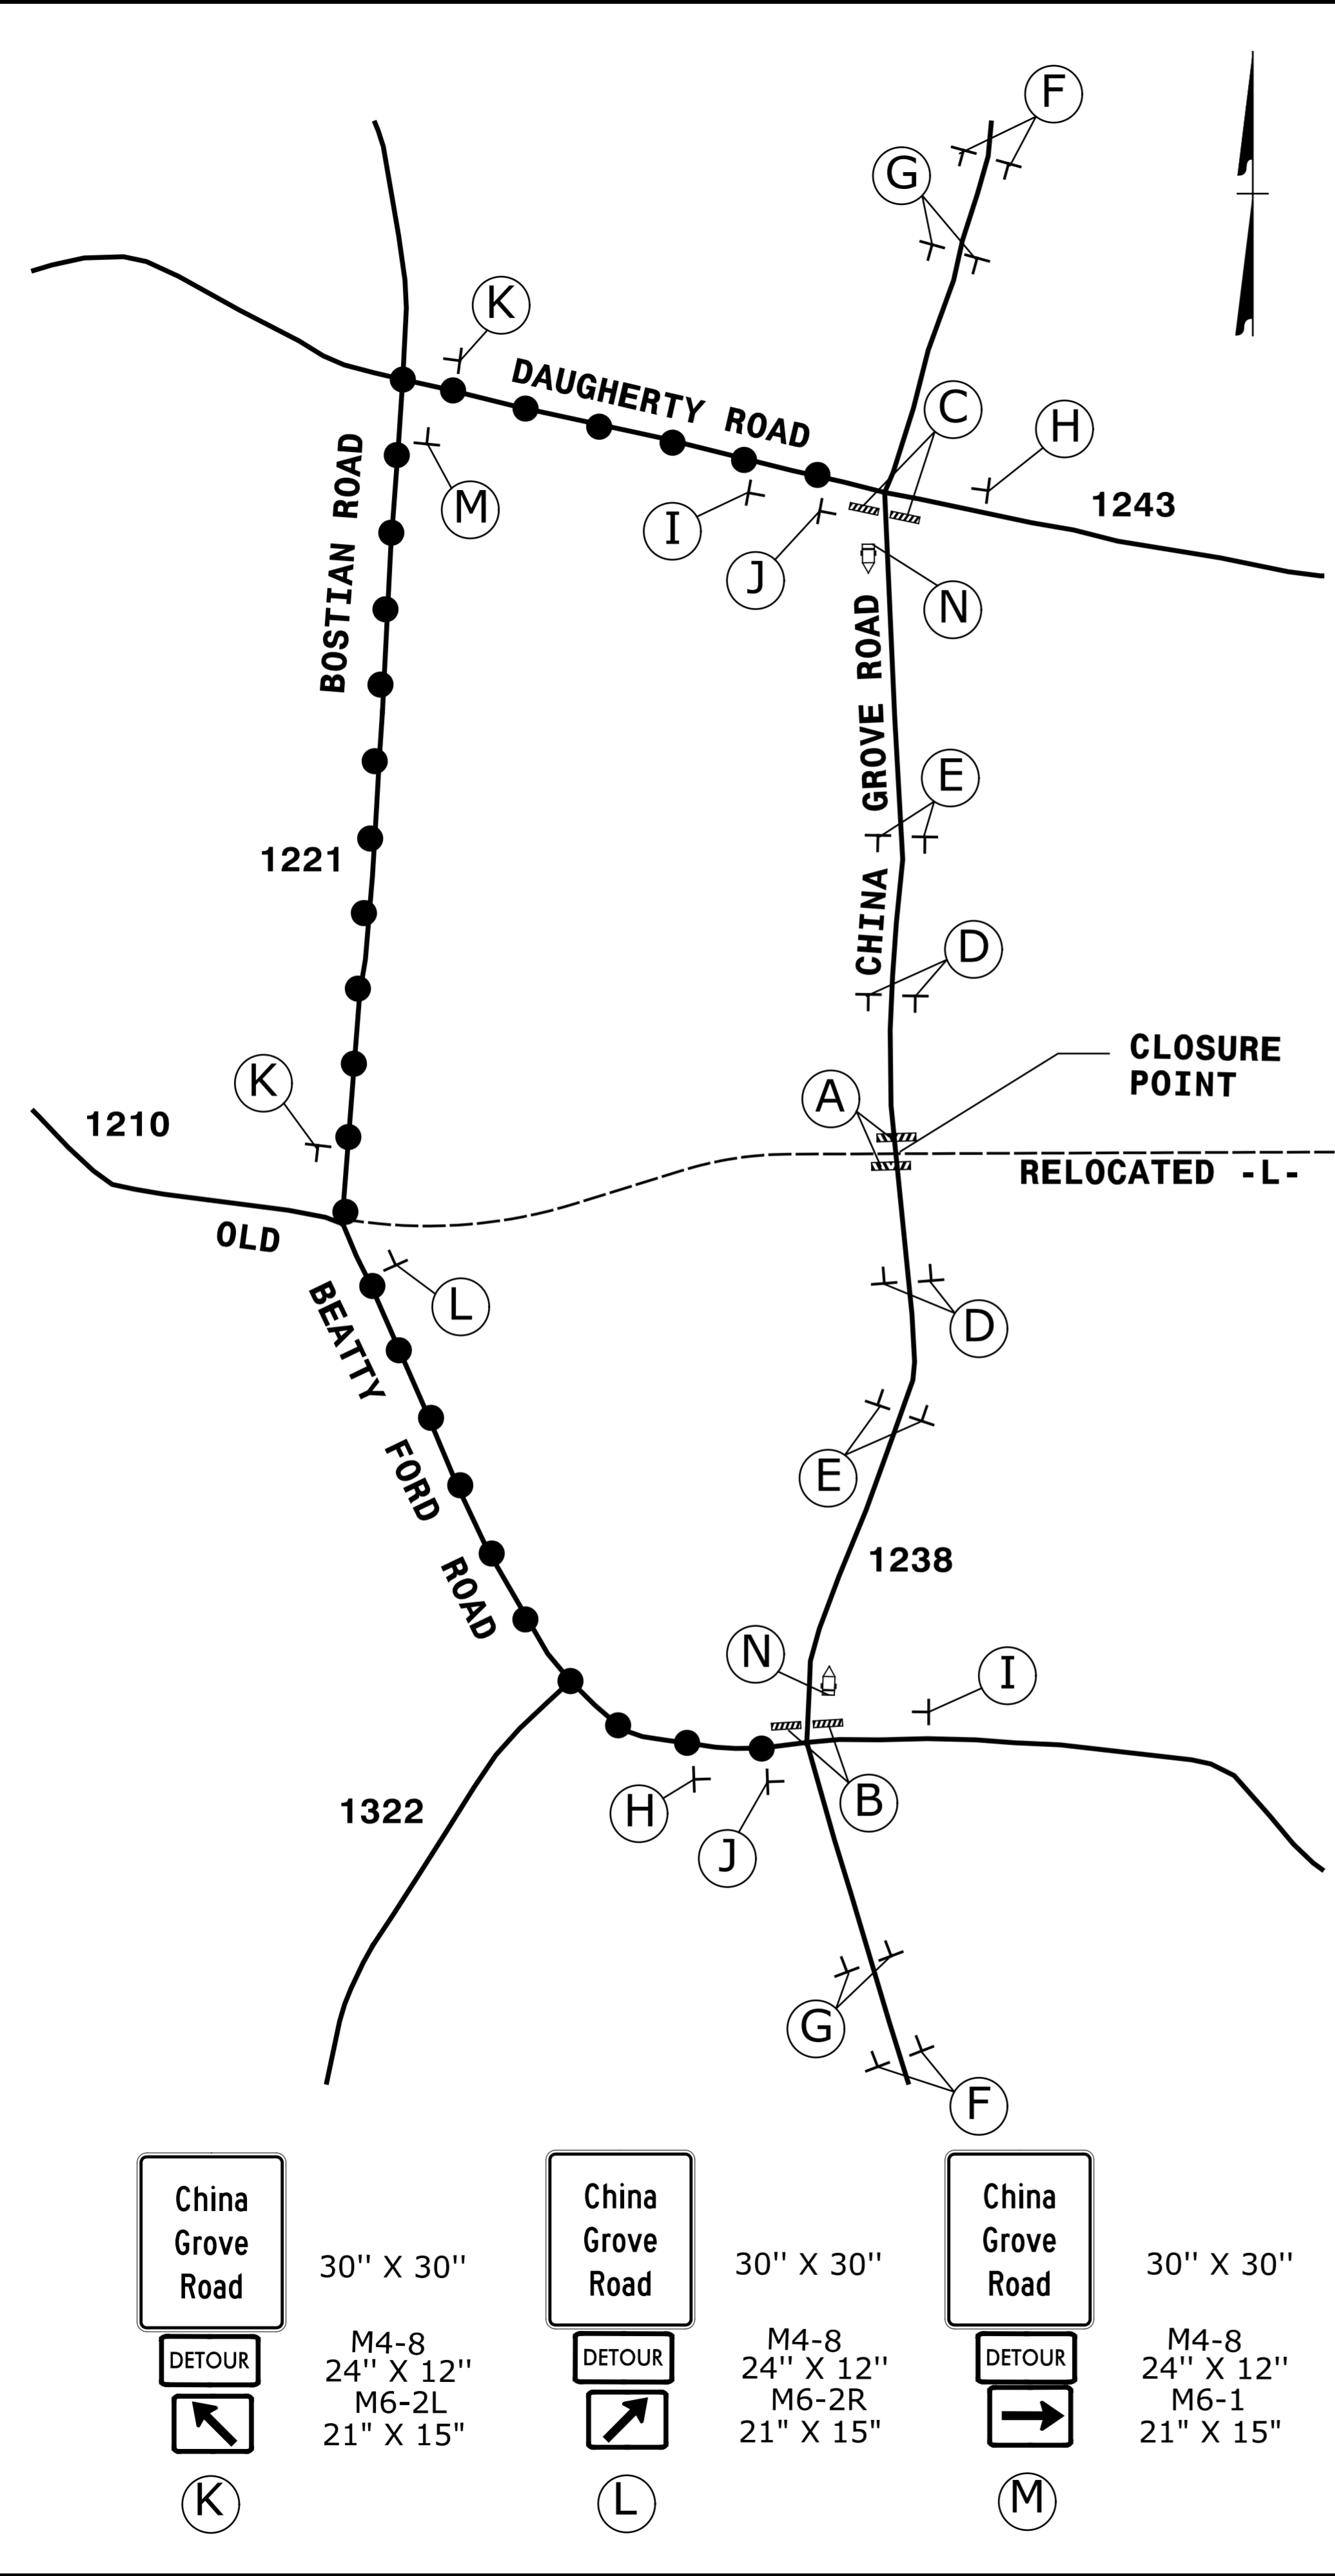 F
G
K
C
H
DAUGHERTY ROAD
1243
M
I
J
N
BOSTIAN ROAD
CHINA GROVE ROAD
E
1221
D
CLOSURE
POINT
K
A
1210
RELOCATED -L-
OLD BEATTY FORD ROAD
L
D
E
1238
N
I
H
B
J
1322
G
F
China
Grove
Road
30" X 30"
DETOUR
M4-8
24" X 12"
M6-2L
21" X 15"
K
China
Grove
Road
30" X 30"
DETOUR
M4-8
24" X 12"
M6-2R
21" X 15"
L
China
Grove
Road
30" X 30"
DETOUR
M4-8
24" X 12"
M6-1
21" X 15"
M